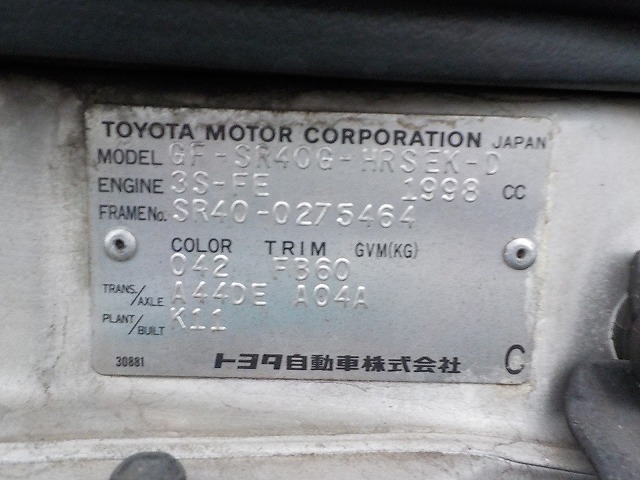 TOYOTA MOTOR CORPORATION JAPAN
MODEL GF-SR40G-HRSEK-D
ENGINE 3S-FE 1998 CC
FRAME No. SR40-0275464
COLOR TRIM GVM(KG)
042 FB60
TRANS./AXLE A44DE A04A
PLANT/BUILT K11
30881 トヨタ自動車株式会社 C